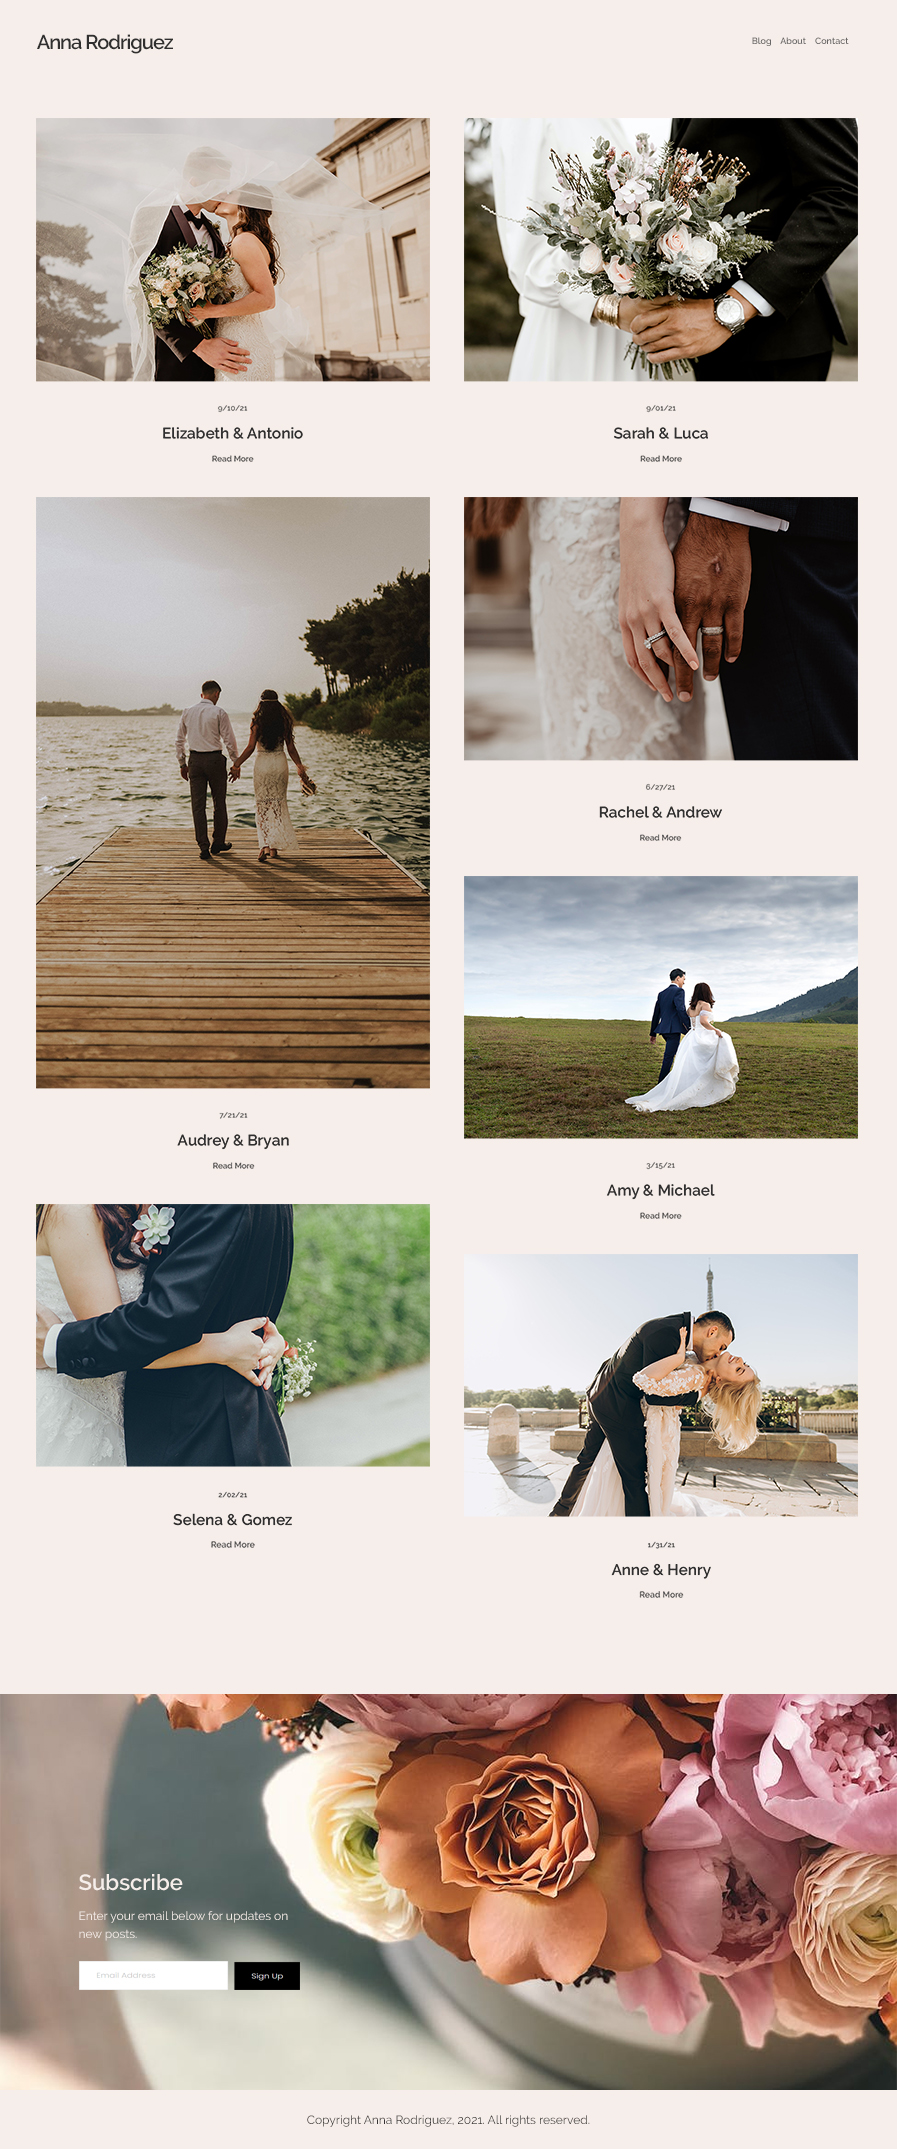 Anna Rodriguez
Blog About Contact
9/10/21
Elizabeth & Antonio
Read More
9/01/21
Sarah & Luca
Read More
7/21/21
Audrey & Bryan
Read More
6/27/21
Rachel & Andrew
Read More
3/15/21
Amy & Michael
Read More
2/02/21
Selena & Gomez
Read More
1/31/21
Anne & Henry
Read More
Subscribe
Enter your email below for updates on
new posts.
Email Address
Sign Up
Copyright Anna Rodriguez, 2021. All rights reserved.